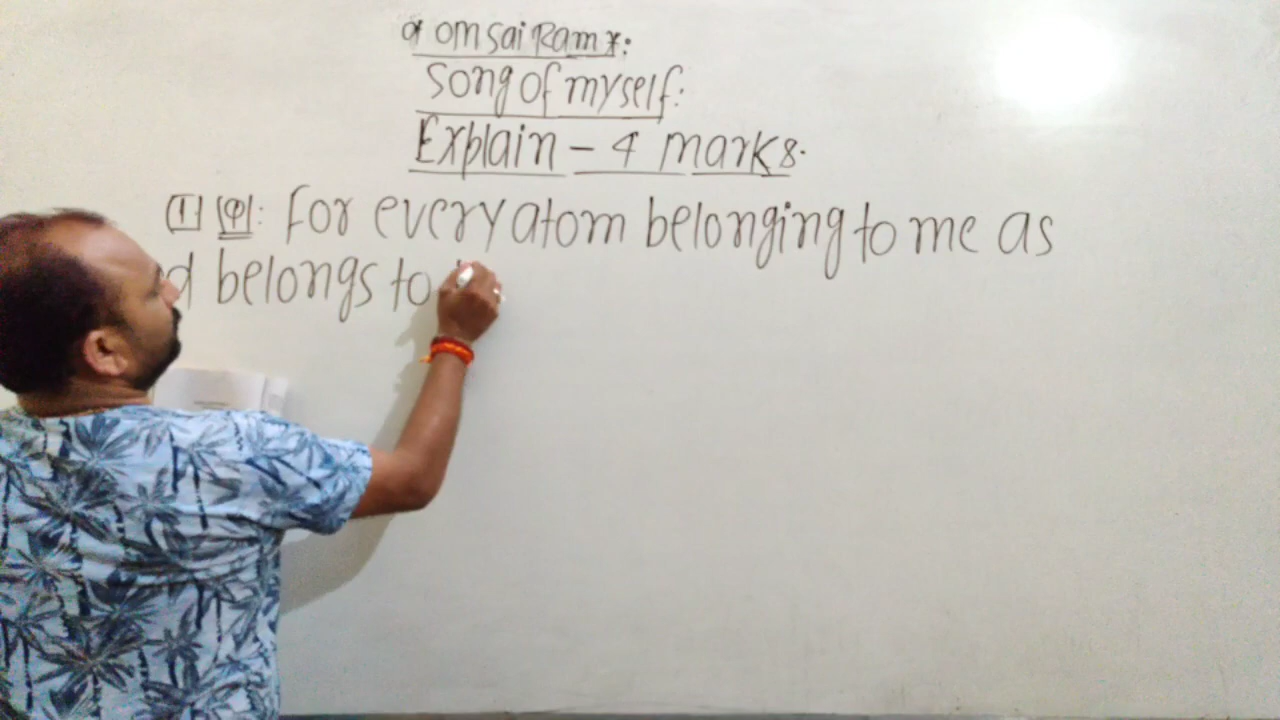 * om Sai Ram *:
Song of myself:
Explain - 4 marks.
[1] [Q]: For every atom belonging to me as
d belongs to